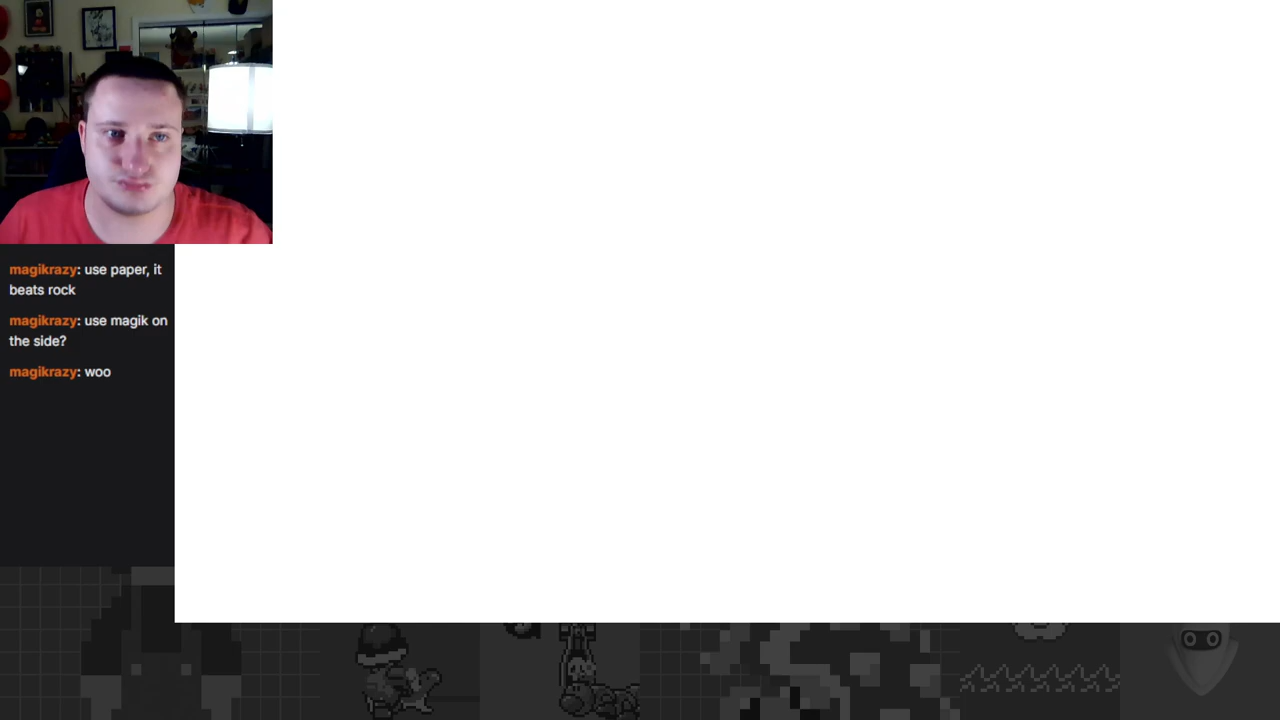 magikrazy: use paper, it
beats rock
magikrazy: use magik on
the side?
magikrazy: woo